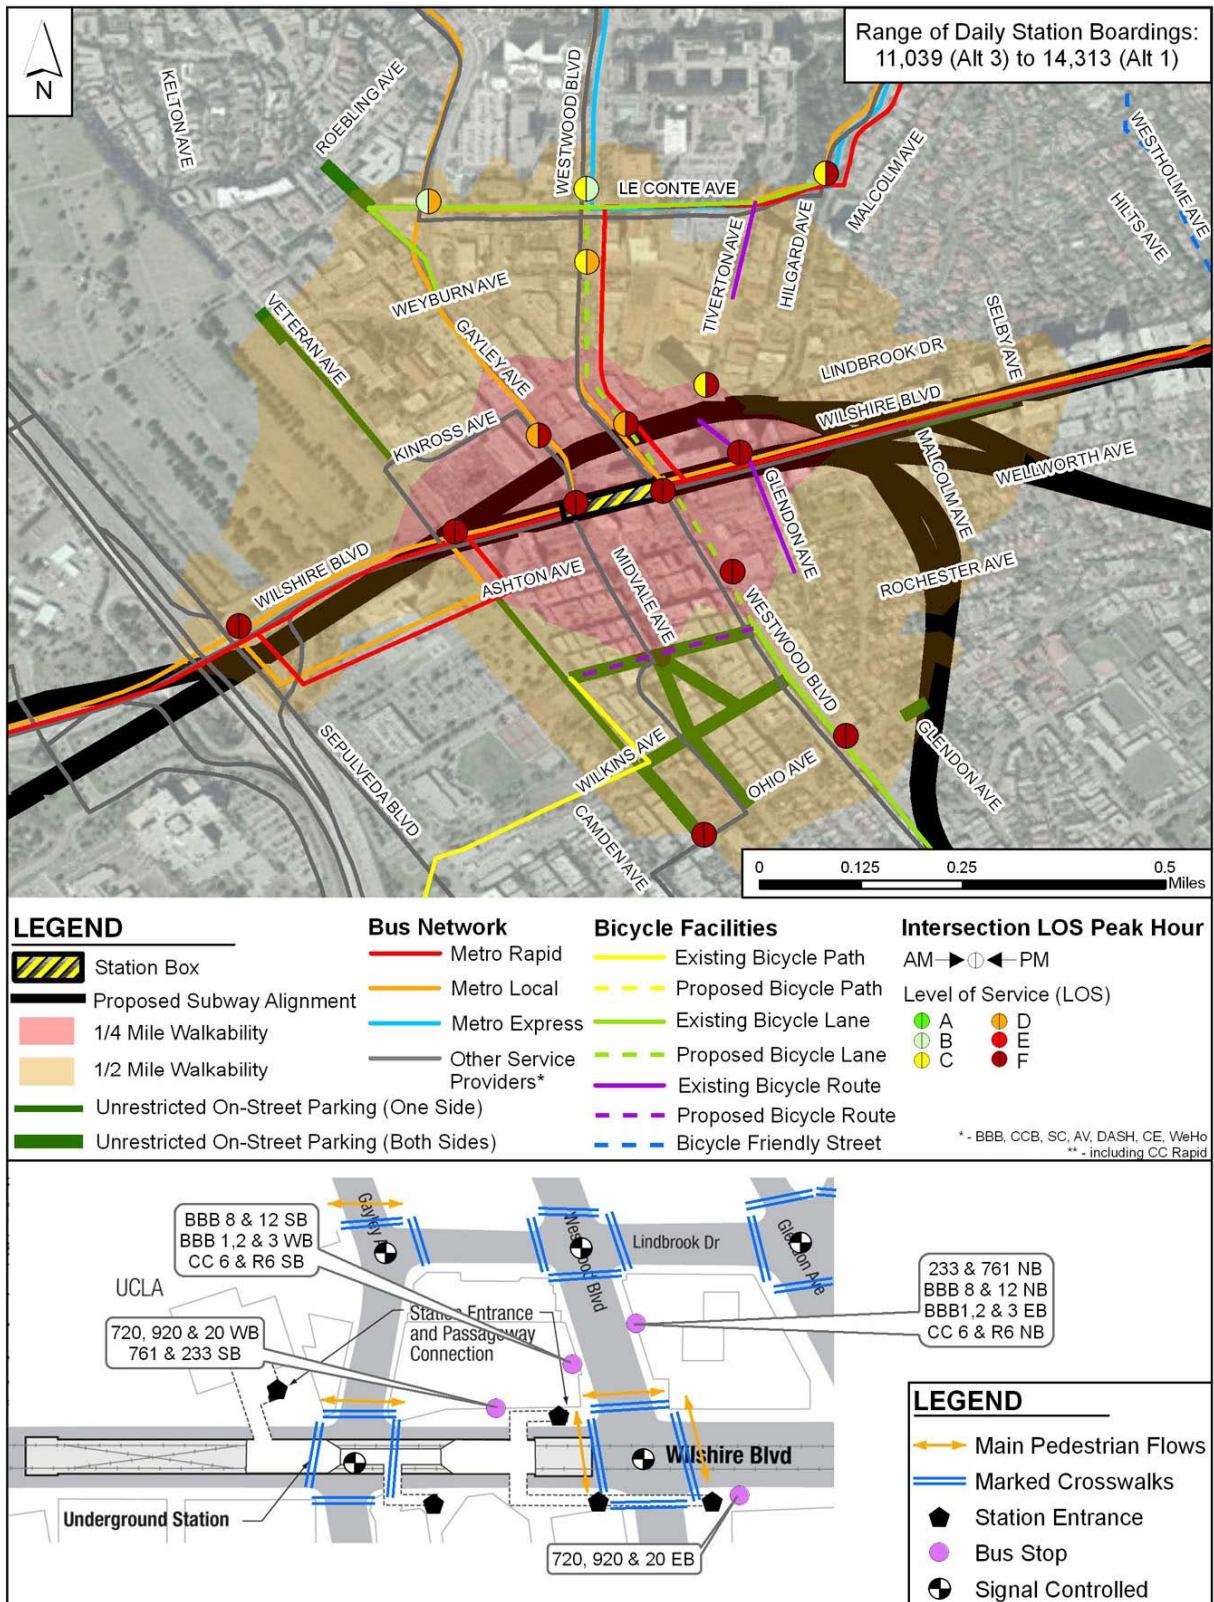 Range of Daily Station Boardings:
11,039 (Alt 3) to 14,313 (Alt 1)
N
KELTON AVE
ROEBLING AVE
WESTWOOD BLVD
LE CONTE AVE
MALCOLM AVE
WESTHOLME AVE
HILTS AVE
TIVERTON AVE
HILGARD AVE
WEYBURN AVE
VETERAN AVE
GAYLEY AVE
SELBY AVE
LINDBROOK DR
WILSHIRE BLVD
KINROSS AVE
MALCOLM AVE
WELLWORTH AVE
GLENDON AVE
WILSHIRE BLVD
ASHTON AVE
MIDVALE AVE
ROCHESTER AVE
WESTWOOD BLVD
SEPULVEDA BLVD
WILKINS AVE
OHIO AVE
GLENDON AVE
CAMDEN AVE
0 0.125 0.25 0.5
Miles
LEGEND
Station Box
Proposed Subway Alignment
1/4 Mile Walkability
1/2 Mile Walkability
Unrestricted On-Street Parking (One Side)
Unrestricted On-Street Parking (Both Sides)
Bus Network
Metro Rapid
Metro Local
Metro Express
Other Service
Providers*
Bicycle Facilities
Existing Bicycle Path
Proposed Bicycle Path
Existing Bicycle Lane
Proposed Bicycle Lane
Existing Bicycle Route
Proposed Bicycle Route
Bicycle Friendly Street
Intersection LOS Peak Hour
AM PM
Level of Service (LOS)
A D
B E
C F
* - BBB, CCB, SC, AV, DASH, CE, WeHo
** - including CC Rapid
BBB 8 & 12 SB
BBB 1,2 & 3 WB
CC 6 & R6 SB
UCLA
720, 920 & 20 WB
761 & 233 SB
Station Entrance
and Passageway
Connection
Lindbrook Dr
233 & 761 NB
BBB 8 & 12 NB
BBB1,2 & 3 EB
CC 6 & R6 NB
Wilshire Blvd
Underground Station
720, 920 & 20 EB
LEGEND
Main Pedestrian Flows
Marked Crosswalks
Station Entrance
Bus Stop
Signal Controlled